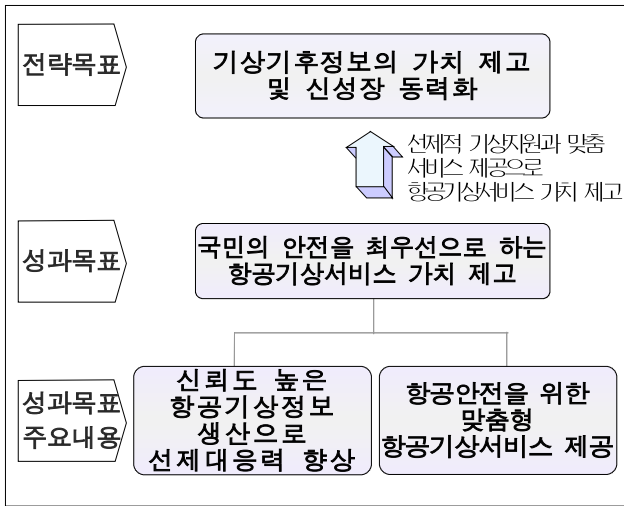 전략목표
기상기후정보의 가치 제고
및 신성장 동력화
선제적 기상지원과 맞춤
서비스 제공으로
항공기상서비스 가치 제고
성과목표
국민의 안전을 최우선으로 하는
항공기상서비스 가치 제고
성과목표
주요내용
신뢰도 높은
항공기상정보
생산으로
선제대응력 향상
항공안전을 위한
맞춤형
항공기상서비스 제공